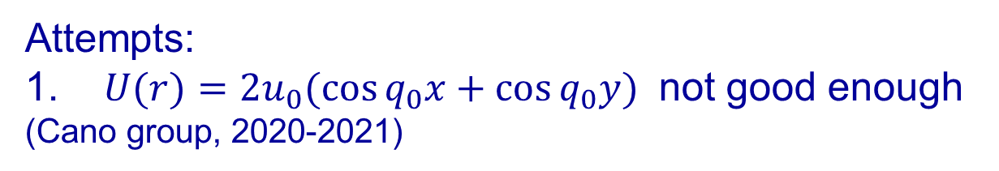 Attempts:
1. U(r) = 2u₀(cos q₀x + cos q₀y) not good enough
(Cano group, 2020-2021)